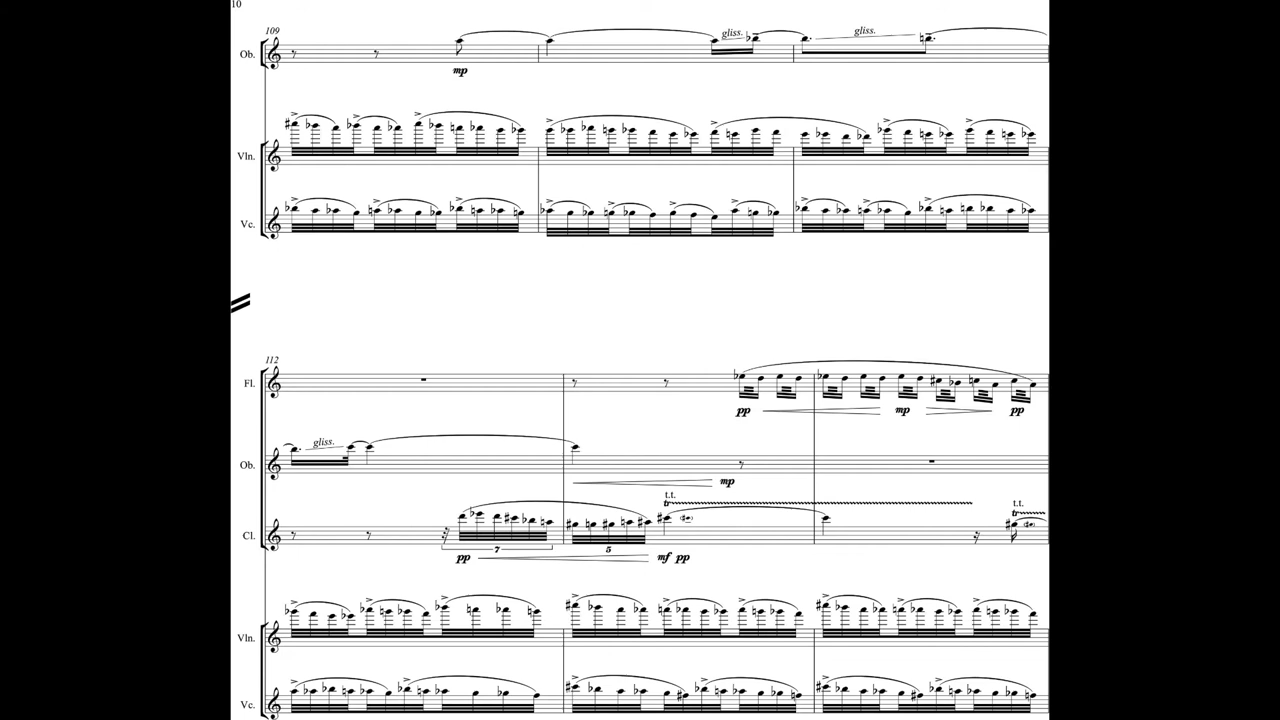 10
109
Ob.
gliss.
gliss.
mp
Vln.
Vc.
112
Fl.
pp mp pp
Ob.
gliss.
mp
t.t.
tr
t.t.
tr
Cl.
7
5
pp mf pp
Vln.
Vc.